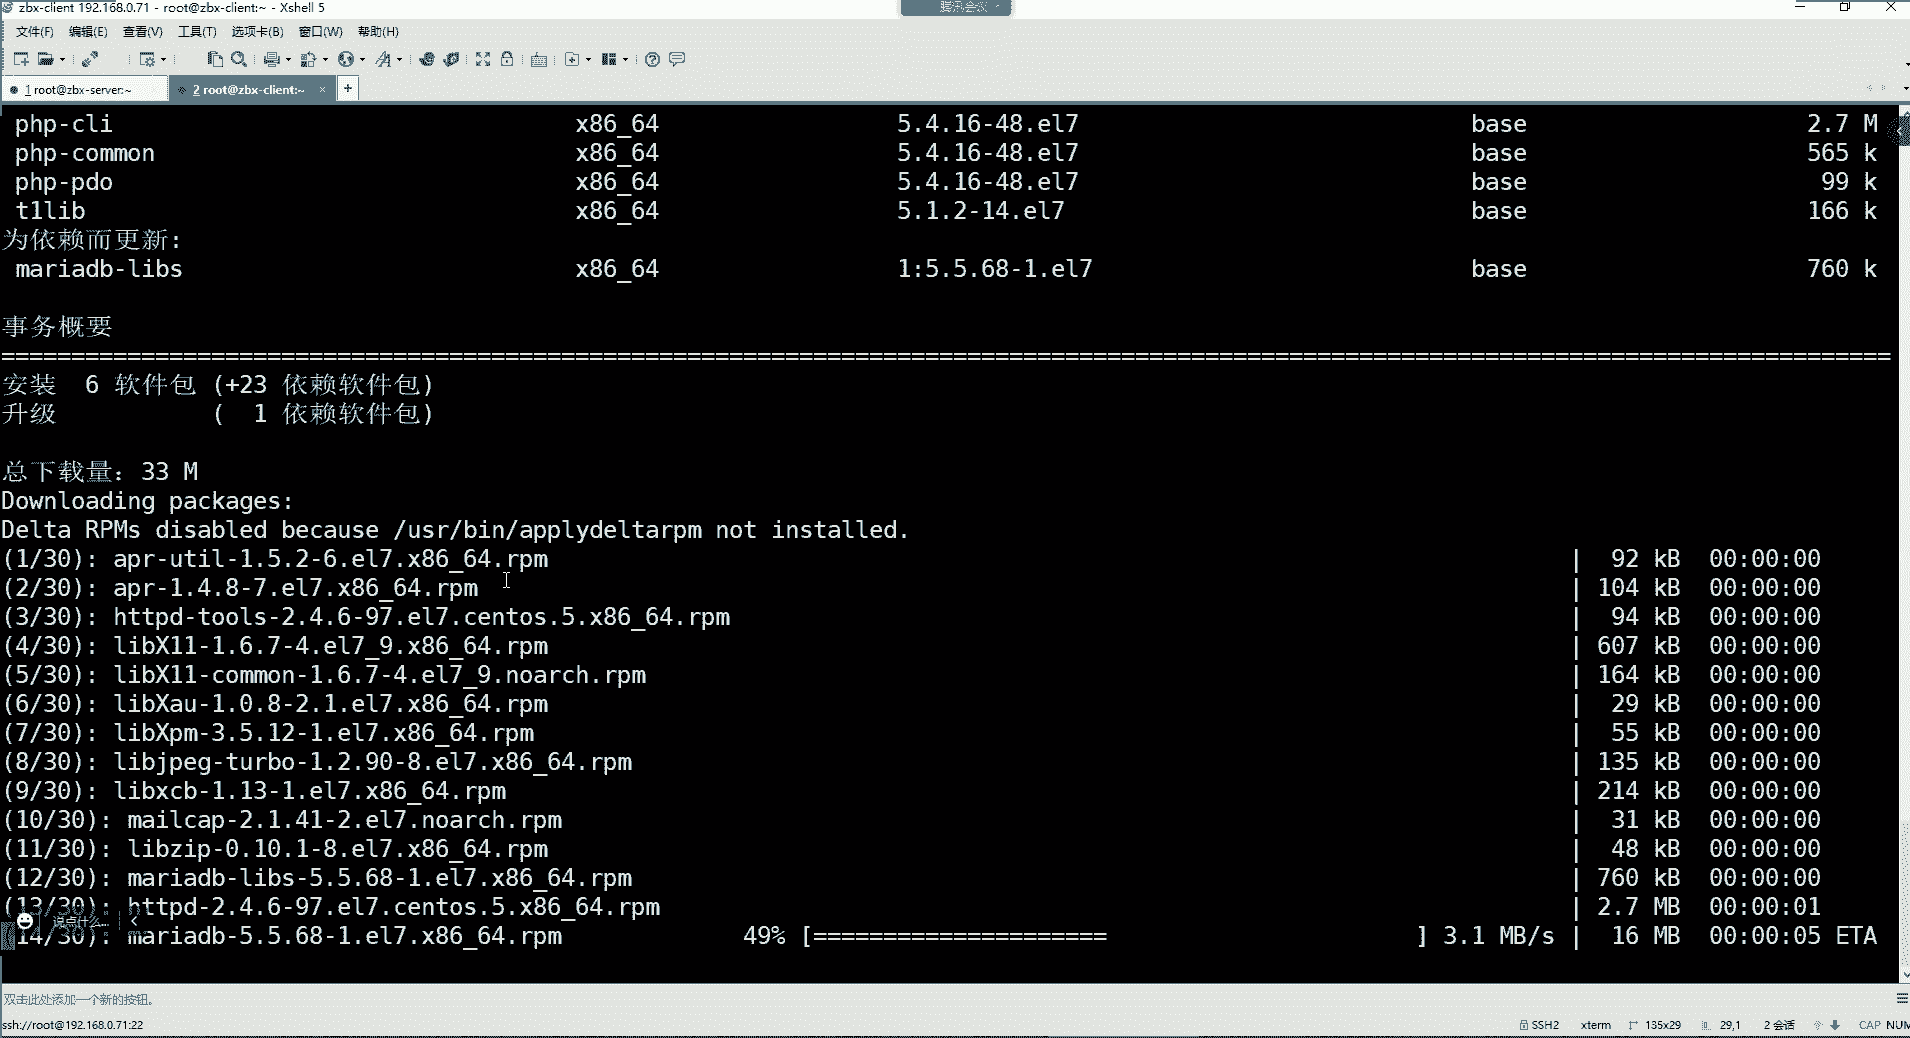 zbx-client 192.168.0.71 - root@zbx-client:~ - Xshell 5
腾讯会议
文件(F) 编辑(E) 查看(V) 工具(T) 选项卡(B) 窗口(W) 帮助(H)
1 root@zbx-server:~ 2 root@zbx-client:~ × +
php-cli x86_64 5.4.16-48.el7 base 2.7 M
php-common x86_64 5.4.16-48.el7 base 565 k
php-pdo x86_64 5.4.16-48.el7 base 99 k
t1lib x86_64 5.1.2-14.el7 base 166 k
为依赖而更新:
mariadb-libs x86_64 1:5.5.68-1.el7 base 760 k
事务概要
================================================================================
安装 6 软件包 (+23 依赖软件包)
升级 ( 1 依赖软件包)
总下载量：33 M
Downloading packages:
Delta RPMs disabled because /usr/bin/applydeltarpm not installed.
(1/30): apr-util-1.5.2-6.el7.x86_64.rpm | 92 kB 00:00:00
(2/30): apr-1.4.8-7.el7.x86_64.rpm | 104 kB 00:00:00
(3/30): httpd-tools-2.4.6-97.el7.centos.5.x86_64.rpm | 94 kB 00:00:00
(4/30): libX11-1.6.7-4.el7_9.x86_64.rpm | 607 kB 00:00:00
(5/30): libX11-common-1.6.7-4.el7_9.noarch.rpm | 164 kB 00:00:00
(6/30): libXau-1.0.8-2.1.el7.x86_64.rpm | 29 kB 00:00:00
(7/30): libXpm-3.5.12-1.el7.x86_64.rpm | 55 kB 00:00:00
(8/30): libjpeg-turbo-1.2.90-8.el7.x86_64.rpm | 135 kB 00:00:00
(9/30): libxcb-1.13-1.el7.x86_64.rpm | 214 kB 00:00:00
(10/30): mailcap-2.1.41-2.el7.noarch.rpm | 31 kB 00:00:00
(11/30): libzip-0.10.1-8.el7.x86_64.rpm | 48 kB 00:00:00
(12/30): mariadb-libs-5.5.68-1.el7.x86_64.rpm | 760 kB 00:00:00
(13/30): httpd-2.4.6-97.el7.centos.5.x86_64.rpm | 2.7 MB 00:00:01
说点什么...
(14/30): mariadb-5.5.68-1.el7.x86_64.rpm 49% [===================== ] 3.1 MB/s | 16 MB 00:00:05 ETA
双击此处添加一个新的按钮。
ssh://root@192.168.0.71:22 SSH2 xterm 135x29 29,1 2 会话 CAP NUM